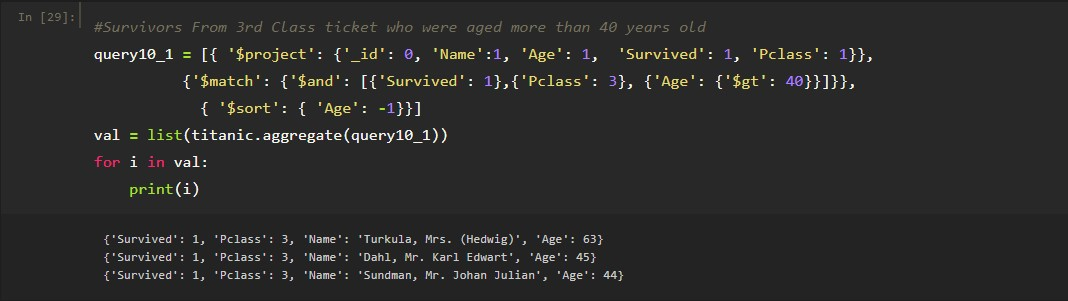 In [29]:
#Survivors From 3rd Class ticket who were aged more than 40 years old
query10_1 = [{ '$project': {'_id': 0, 'Name':1, 'Age': 1,  'Survived': 1, 'Pclass': 1}},
          {'$match': {'$and': [{'Survived': 1},{'Pclass': 3}, {'Age': {'$gt': 40}}]}},
            { '$sort': { 'Age': -1}}]
val = list(titanic.aggregate(query10_1))
for i in val:
    print(i)
{'Survived': 1, 'Pclass': 3, 'Name': 'Turkula, Mrs. (Hedwig)', 'Age': 63}
{'Survived': 1, 'Pclass': 3, 'Name': 'Dahl, Mr. Karl Edwart', 'Age': 45}
{'Survived': 1, 'Pclass': 3, 'Name': 'Sundman, Mr. Johan Julian', 'Age': 44}